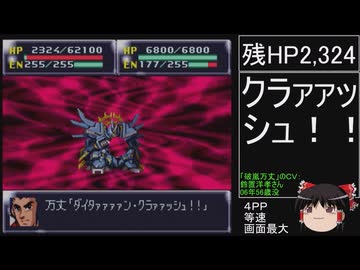 HP 2324/62100
EN 255/255
HP 6800/6800
EN 177/255
万丈「ダイタァァァン・クラァァッシュ！！」
残HP2,324
クラァァッ
シュ！！
「破嵐万丈」のCV：
鈴置洋孝さん
06年56歳没
4PP
等速
画面最大